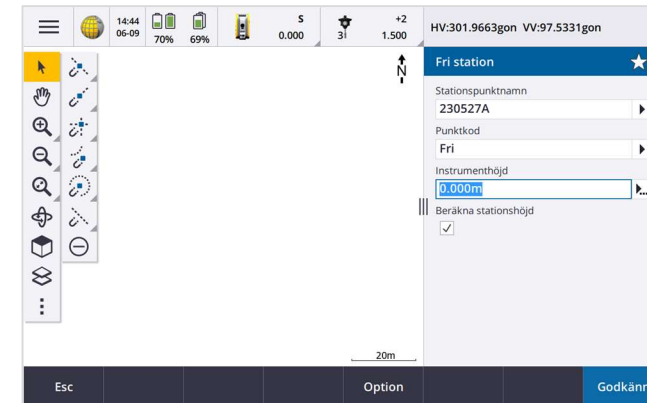 14:44
06-09
70%
69%
S
0.000
3
+2
1.500
HV:301.9663gon VV:97.5331gon
N
Fri station
Stationspunktnamn
230527A
Punktkod
Fri
Instrumenthöjd
0.000m
Beräkna stationshöjd
20m
Esc
Option
Godkänn